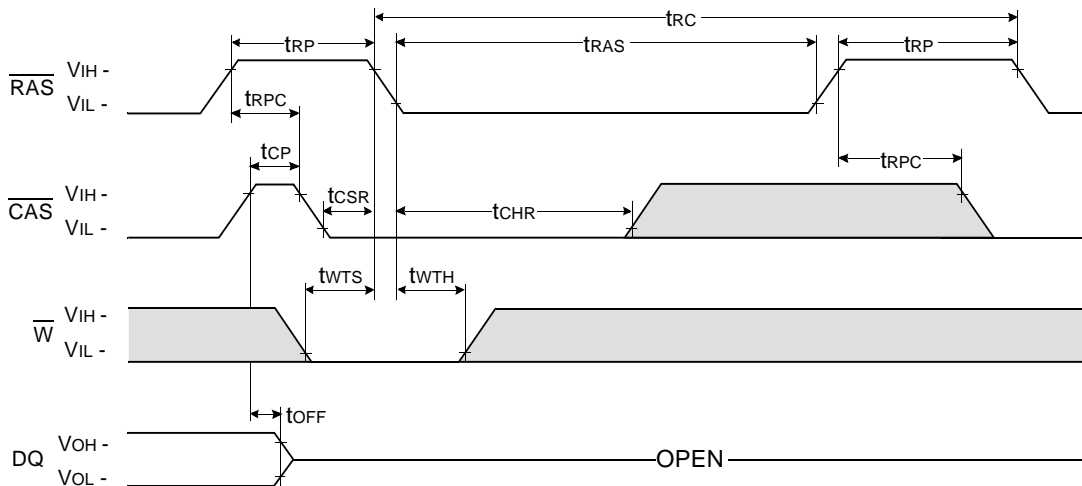 tRC
tRP tRAS tRP
RAS VIH -
VIL -
tRPC
tCP tRPC
CAS VIH -
VIL -
tCSR tCHR
tWTS tWTH
W VIH -
VIL -
tOFF
DQ VOH -
VOL -
OPEN